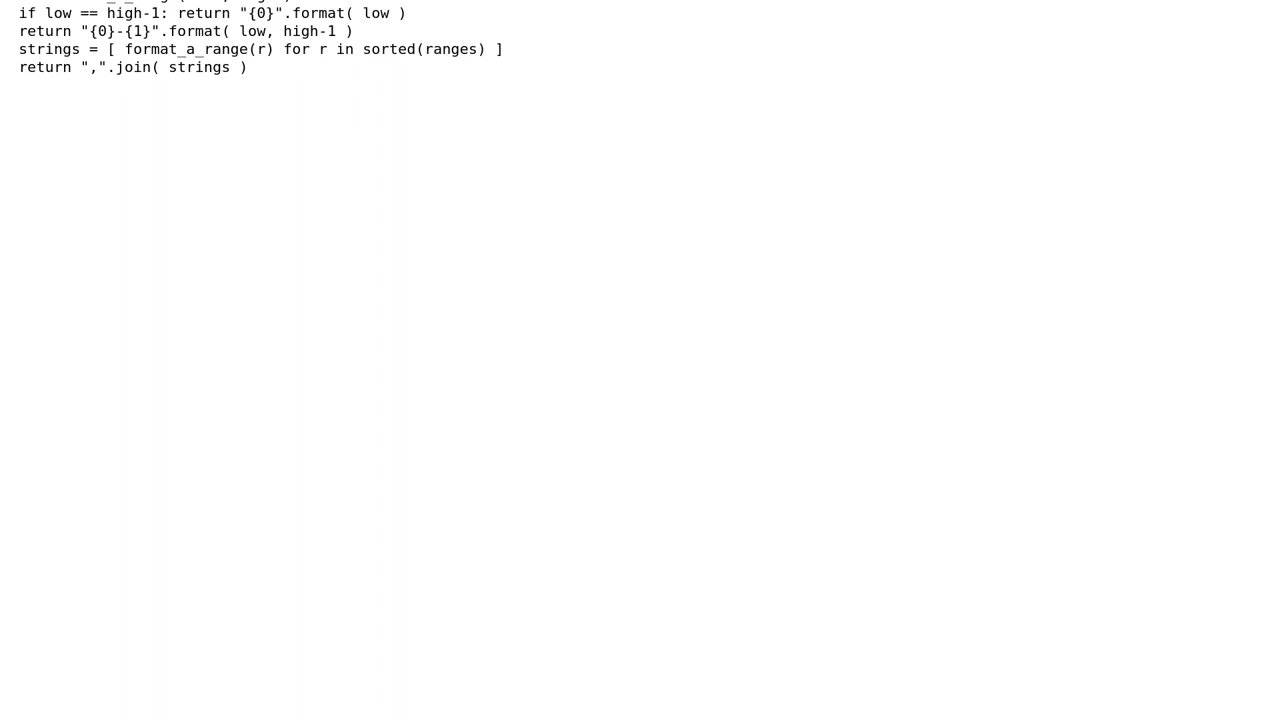 if low == high-1: return "{0}".format( low )
return "{0}-{1}".format( low, high-1 )
strings = [ format_a_range(r) for r in sorted(ranges) ]
return ",".join( strings )